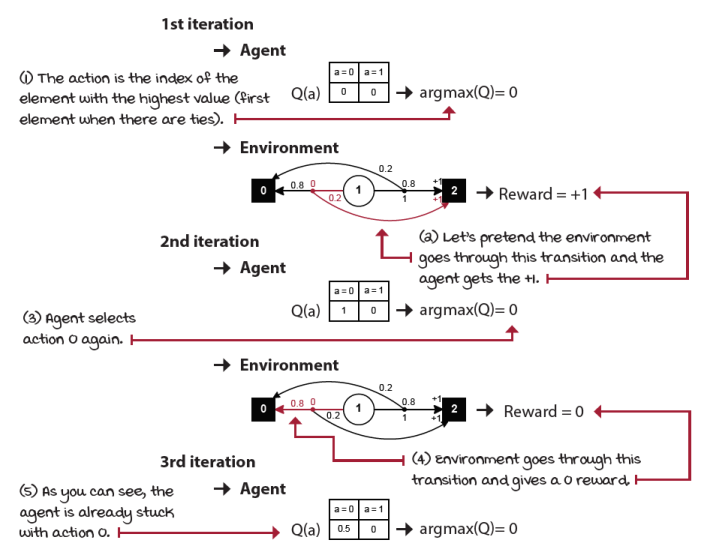 1st iteration
→ Agent
(1) The action is the index of the
element with the highest value (first
element when there are ties).
a=0 a=1
Q(a) 0 0 → argmax(Q)= 0
→ Environment
0.2
0 0.8 0 0.2 1 0.8 1 +1 +1 2 → Reward = +1
(2) Let's pretend the environment
goes through this transition and the
agent gets the +1.
2nd iteration
→ Agent
a=0 a=1
Q(a) 1 0 → argmax(Q)= 0
(3) Agent selects
action 0 again.
→ Environment
0.2
0 0.8 0 0.2 1 0.8 1 +1 +1 2 → Reward = 0
(4) Environment goes through this
transition and gives a 0 reward.
3rd iteration
→ Agent
(5) As you can see, the
agent is already stuck
with action 0.
a=0 a=1
Q(a) 0.5 0 → argmax(Q)= 0